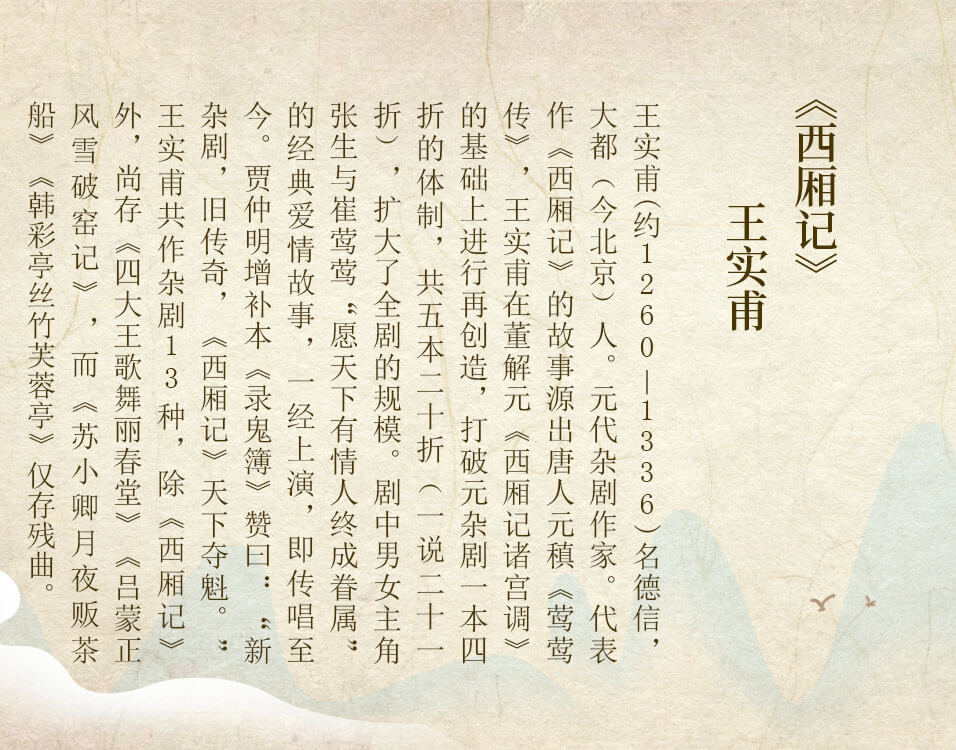 《西厢记》
王实甫
王实甫(约1260—1336)名德信，
大都（今北京）人。元代杂剧作家。代表
作《西厢记》的故事源出唐人元稹《莺莺
传》，王实甫在董解元《西厢记诸宫调》
的基础上进行再创造，打破元杂剧一本四
折的体制，共五本二十折（一说二十一
折），扩大了全剧的规模。剧中男女主角
张生与崔莺莺“愿天下有情人终成眷属”
的经典爱情故事，一经上演，即传唱至
今。贾仲明增补本《录鬼簿》赞曰：“新
杂剧，旧传奇，《西厢记》天下夺魁。”
王实甫共作杂剧13种，除《西厢记》
外，尚存《四大王歌舞丽春堂》《吕蒙正
风雪破窑记》，而《苏小卿月夜贩茶
船》《韩彩亭丝竹芙蓉亭》仅存残曲。